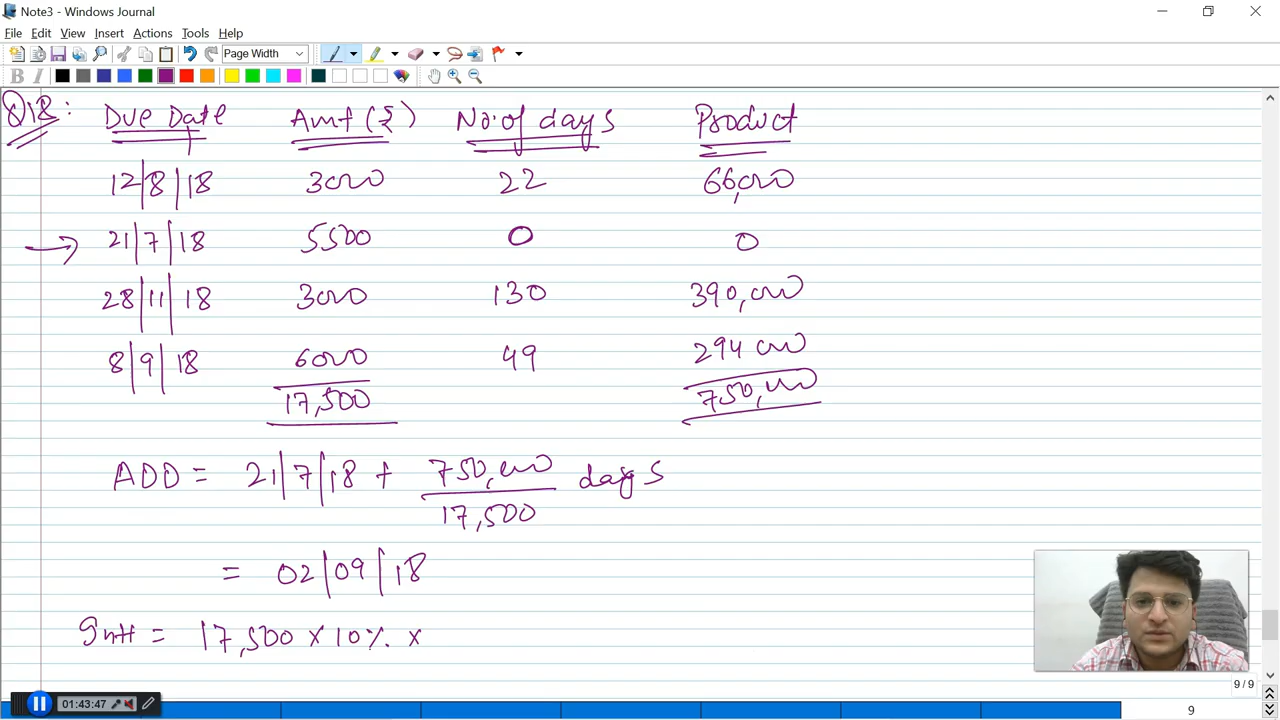 Note3 - Windows Journal
File Edit View Insert Actions Tools Help
Page Width
B I
Q18: Due Date Amt (₹) No. of days Product
12/8/18 3000 22 66,000
→ 21/7/18 5500 0 0
28/11/18 3000 130 390,000
8/9/18 6000 49 294 000
17,500 750,000
ADD = 21/7/18 + 750,000 days
17,500
= 02/09/18
Intt = 17,500 × 10% ×
9 / 9
01:43:47
9